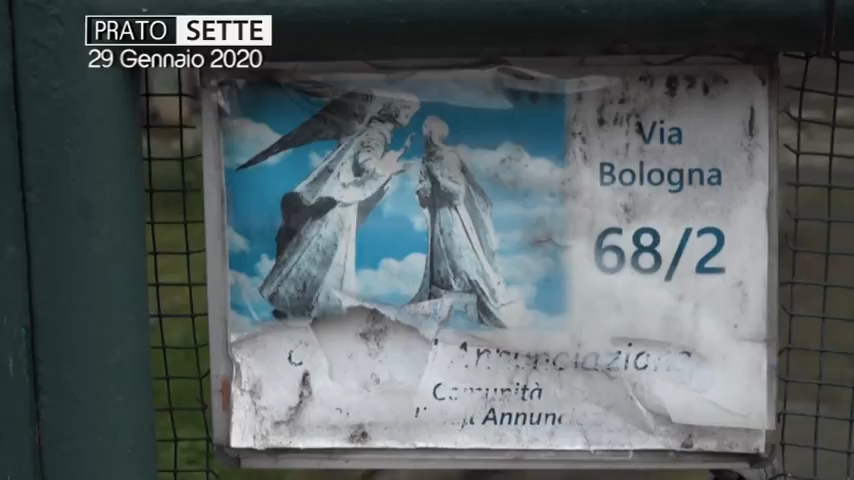 PRATO SETTE
29 Gennaio 2020
Via
Bologna
68/2
Annunciazione
Comunità